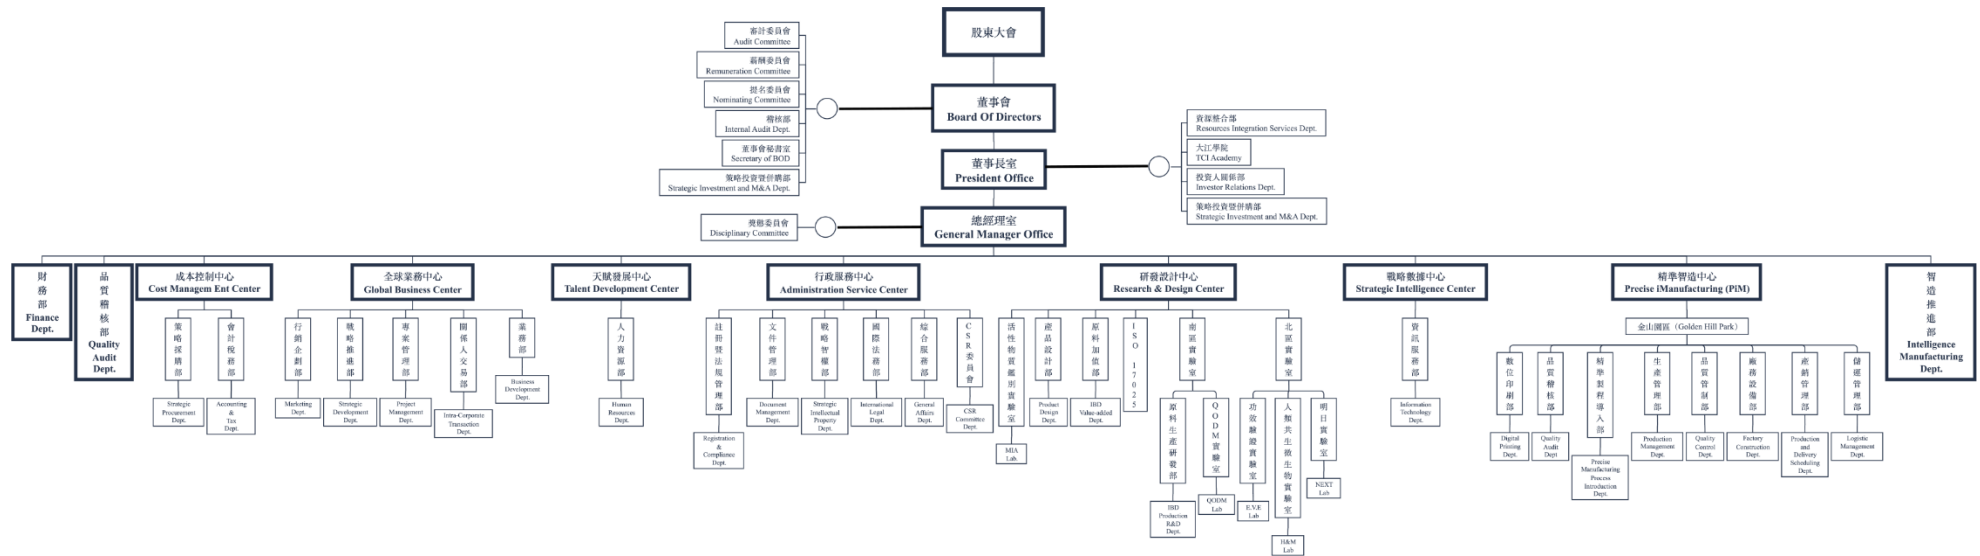 股東大會
審計委員會
Audit Committee
薪酬委員會
Remuneration Committee
提名委員會
Nominating Committee
稽核部
Internal Audit Dept.
董事會秘書室
Secretary of BOD
策略投資暨併購部
Strategic Investment and M&A Dept.
董事會
Board Of Directors
董事長室
President Office
資源整合部
Resources Integration Services Dept.
大江學院
TCI Academy
投資人關係部
Investor Relations Dept.
策略投資暨併購部
Strategic Investment and M&A Dept.
獎懲委員會
Disciplinary Committee
總經理室
General Manager Office
財務部
Finance
Dept.
品質稽核部
Quality
Audit
Dept.
成本控制中心
Cost Managem Ent Center
策略採購部
Strategic
Procurement
Dept.
會計稅務部
Accounting
&
Tax
Dept.
全球業務中心
Global Business Center
行銷企劃部
Marketing
Dept.
戰略推進部
Strategic
Development
Dept.
專案管理部
Project
Management
Dept.
關係人交易部
Intra-Corporate
Transaction
Dept.
業務部
Business
Development
Dept.
天賦發展中心
Talent Development Center
人力資源部
Human
Resources
Dept.
行政服務中心
Administration Service Center
註冊暨法規管理部
Registration
&
Compliance
Dept.
文件管理部
Document
Management
Dept.
戰略智權部
Strategic
Intellectual
Property Dept.
國際法務部
International
Legal
Dept.
綜合服務部
General
Affairs
Dept.
CSR委員會
CSR
Committee
Dept.
研發設計中心
Research & Design Center
活性物質鑑別實驗室
MIA
Lab.
產品設計部
Product
Design
Dept.
原料加值部
IBD
Value-added
Dept.
ISO 17025
南區實驗室
原料生產研發部
IBD
Production
R&D
Dept.
QODM實驗室
QODM
Lab
北區實驗室
功效驗證實驗室
E.V.E
Lab
人類共生微生物實驗室
H&M
Lab
明日實驗室
NEXT
Lab
戰略數據中心
Strategic Intelligence Center
資訊服務部
Information
Technology
Dept.
精準智造中心
Precise iManufacturing (PiM)
金山園區（Golden Hill Park）
數位印刷部
Digital
Printing
Dept.
品質稽核部
Quality
Audit
Dept
精準製程導入部
Precise
Manufacturing
Process
Introduction
Dept.
生產管理部
Production
Management
Dept.
品質管制部
Quality
Control
Dept.
廠務設備部
Factory
Construction
Dept.
產銷管理部
Production
and
Delivery
Scheduling
Dept.
儲運管理部
Logistic
Management
Dept.
智造推進部
Intelligence
Manufacturing
Dept.